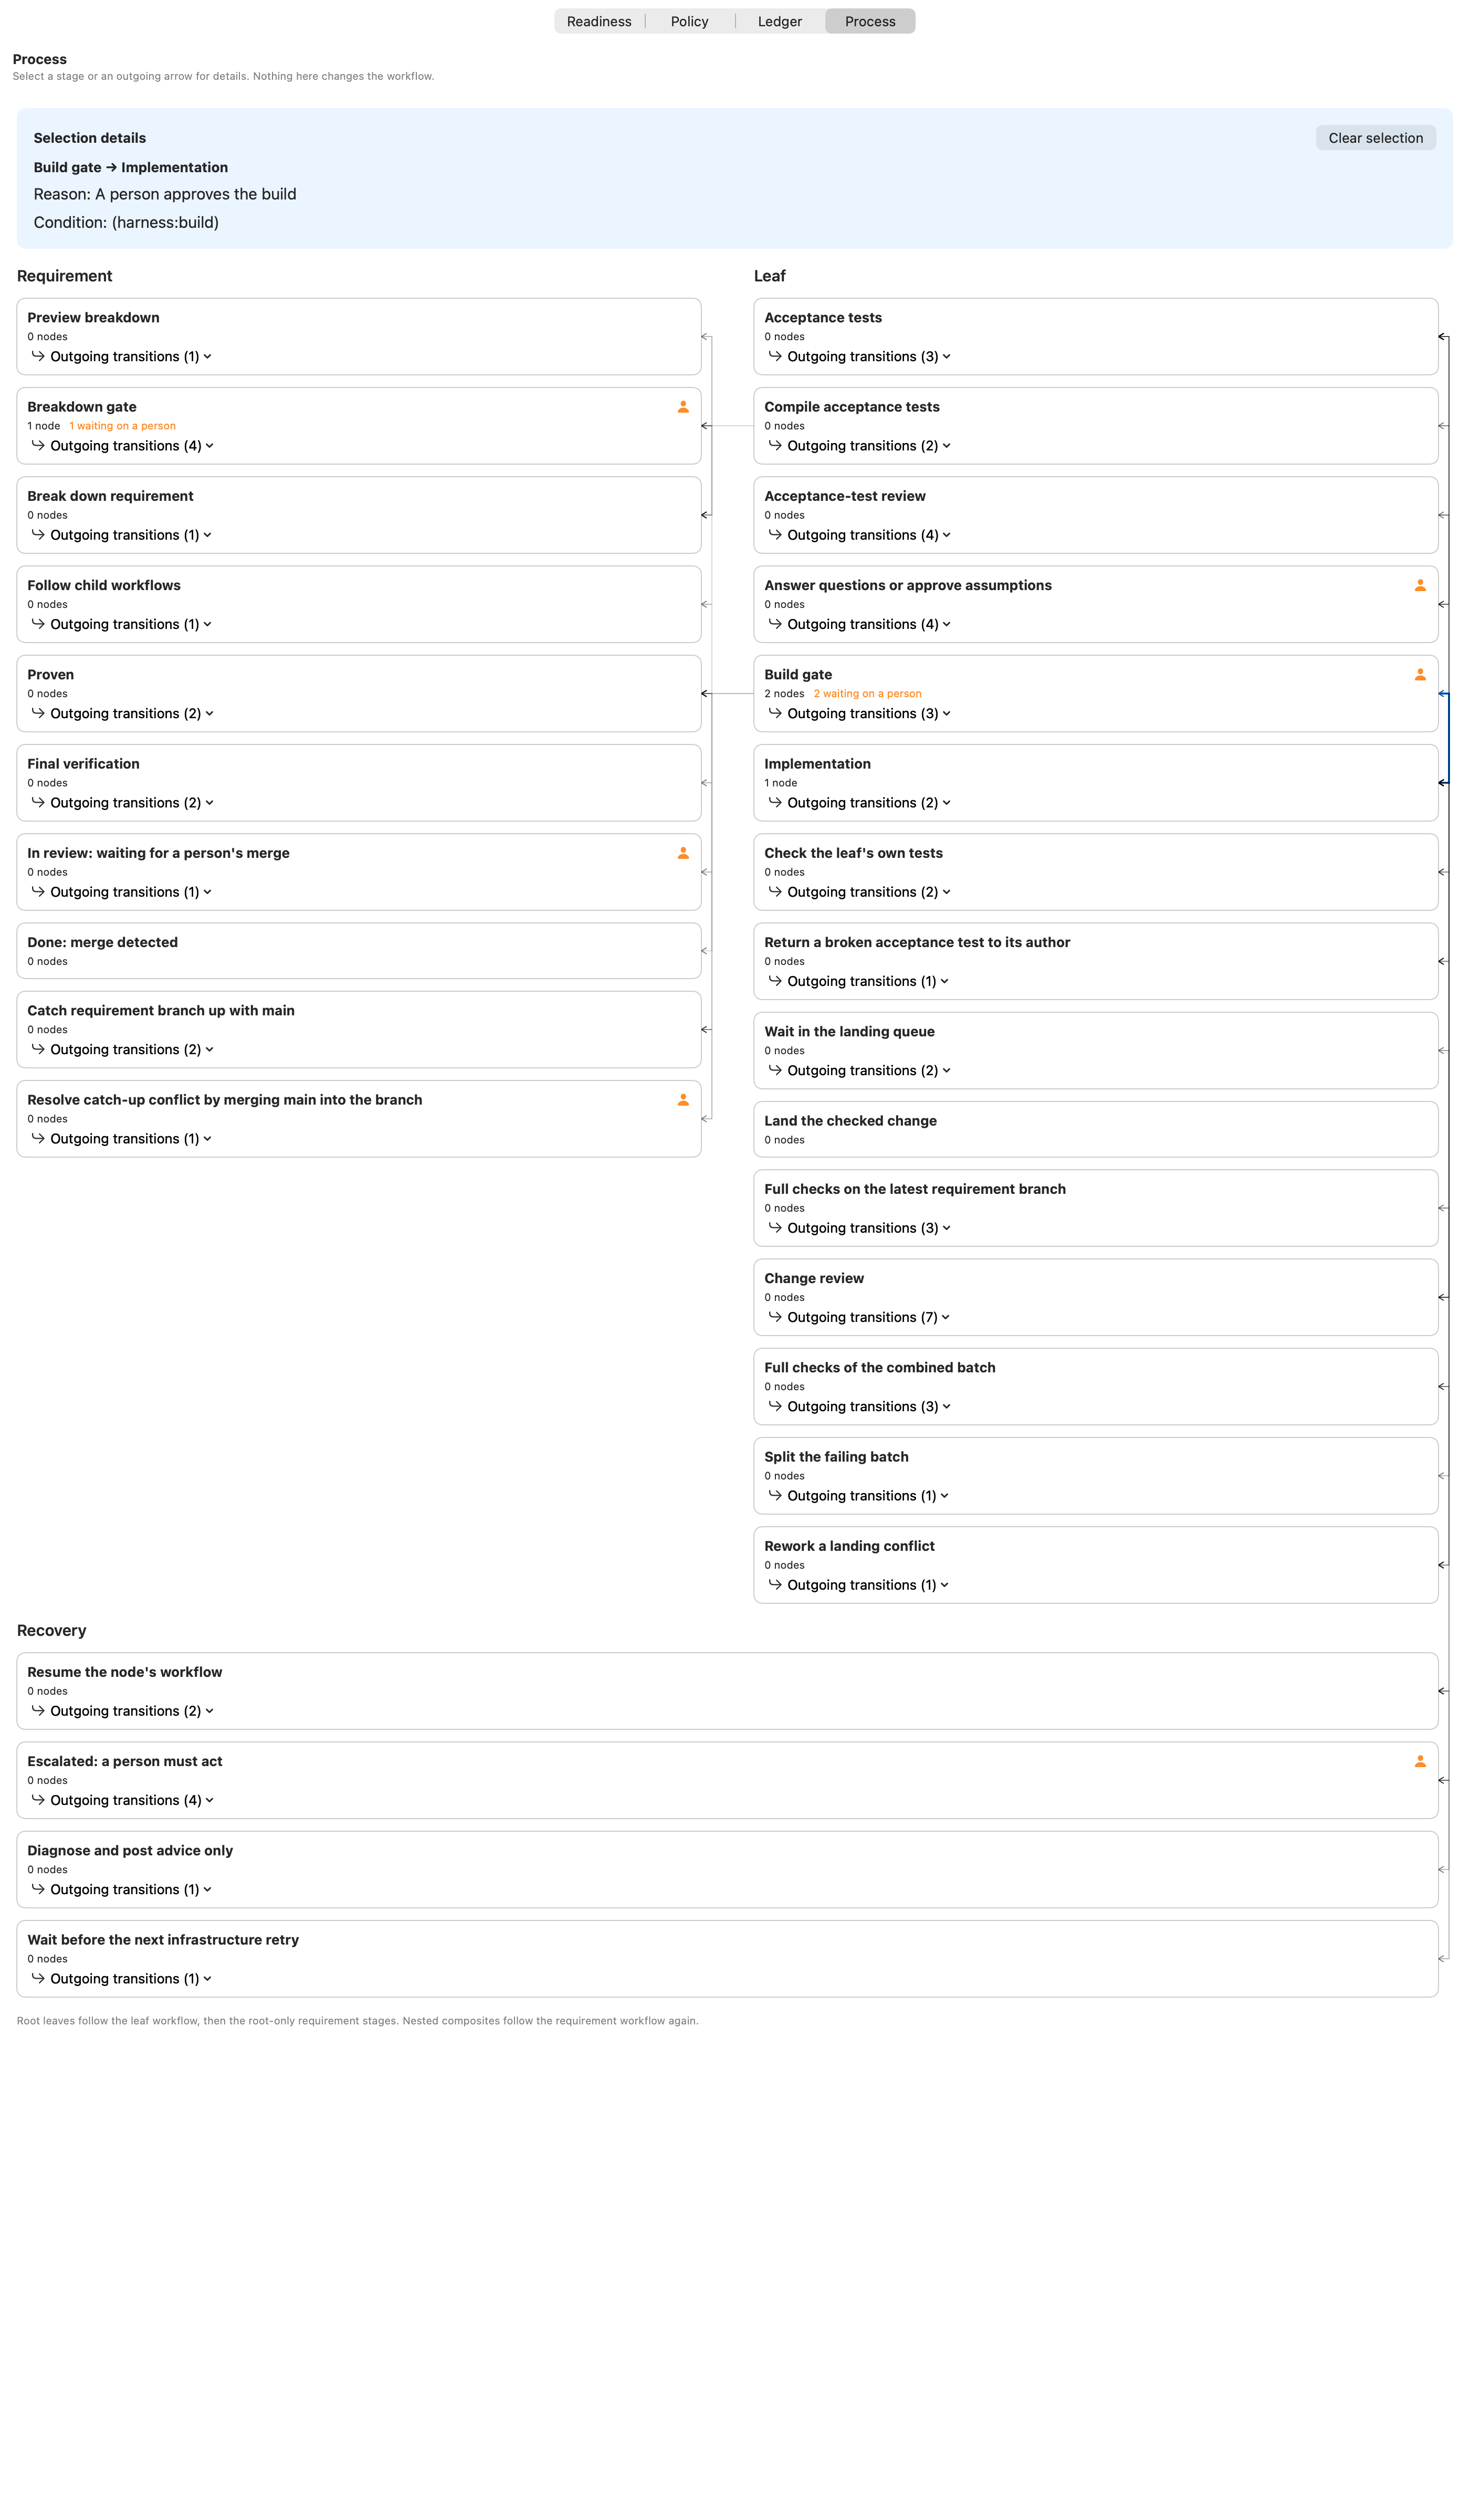 Readiness
Policy
Ledger
Process
Process
Select a stage or an outgoing arrow for details. Nothing here changes the workflow.
Selection details
Clear selection
Build gate → Implementation
Reason: A person approves the build
Condition: (harness:build)
Requirement
Preview breakdown
0 nodes
Outgoing transitions (1)
Breakdown gate
1 node 1 waiting on a person
Outgoing transitions (4)
Break down requirement
0 nodes
Outgoing transitions (1)
Follow child workflows
0 nodes
Outgoing transitions (1)
Proven
0 nodes
Outgoing transitions (2)
Final verification
0 nodes
Outgoing transitions (2)
In review: waiting for a person's merge
0 nodes
Outgoing transitions (1)
Done: merge detected
0 nodes
Catch requirement branch up with main
0 nodes
Outgoing transitions (2)
Resolve catch-up conflict by merging main into the branch
0 nodes
Outgoing transitions (1)
Leaf
Acceptance tests
0 nodes
Outgoing transitions (3)
Compile acceptance tests
0 nodes
Outgoing transitions (2)
Acceptance-test review
0 nodes
Outgoing transitions (4)
Answer questions or approve assumptions
0 nodes
Outgoing transitions (4)
Build gate
2 nodes 2 waiting on a person
Outgoing transitions (3)
Implementation
1 node
Outgoing transitions (2)
Check the leaf's own tests
0 nodes
Outgoing transitions (2)
Return a broken acceptance test to its author
0 nodes
Outgoing transitions (1)
Wait in the landing queue
0 nodes
Outgoing transitions (2)
Land the checked change
0 nodes
Full checks on the latest requirement branch
0 nodes
Outgoing transitions (3)
Change review
0 nodes
Outgoing transitions (7)
Full checks of the combined batch
0 nodes
Outgoing transitions (3)
Split the failing batch
0 nodes
Outgoing transitions (1)
Rework a landing conflict
0 nodes
Outgoing transitions (1)
Recovery
Resume the node's workflow
0 nodes
Outgoing transitions (2)
Escalated: a person must act
0 nodes
Outgoing transitions (4)
Diagnose and post advice only
0 nodes
Outgoing transitions (1)
Wait before the next infrastructure retry
0 nodes
Outgoing transitions (1)
Root leaves follow the leaf workflow, then the root-only requirement stages. Nested composites follow the requirement workflow again.